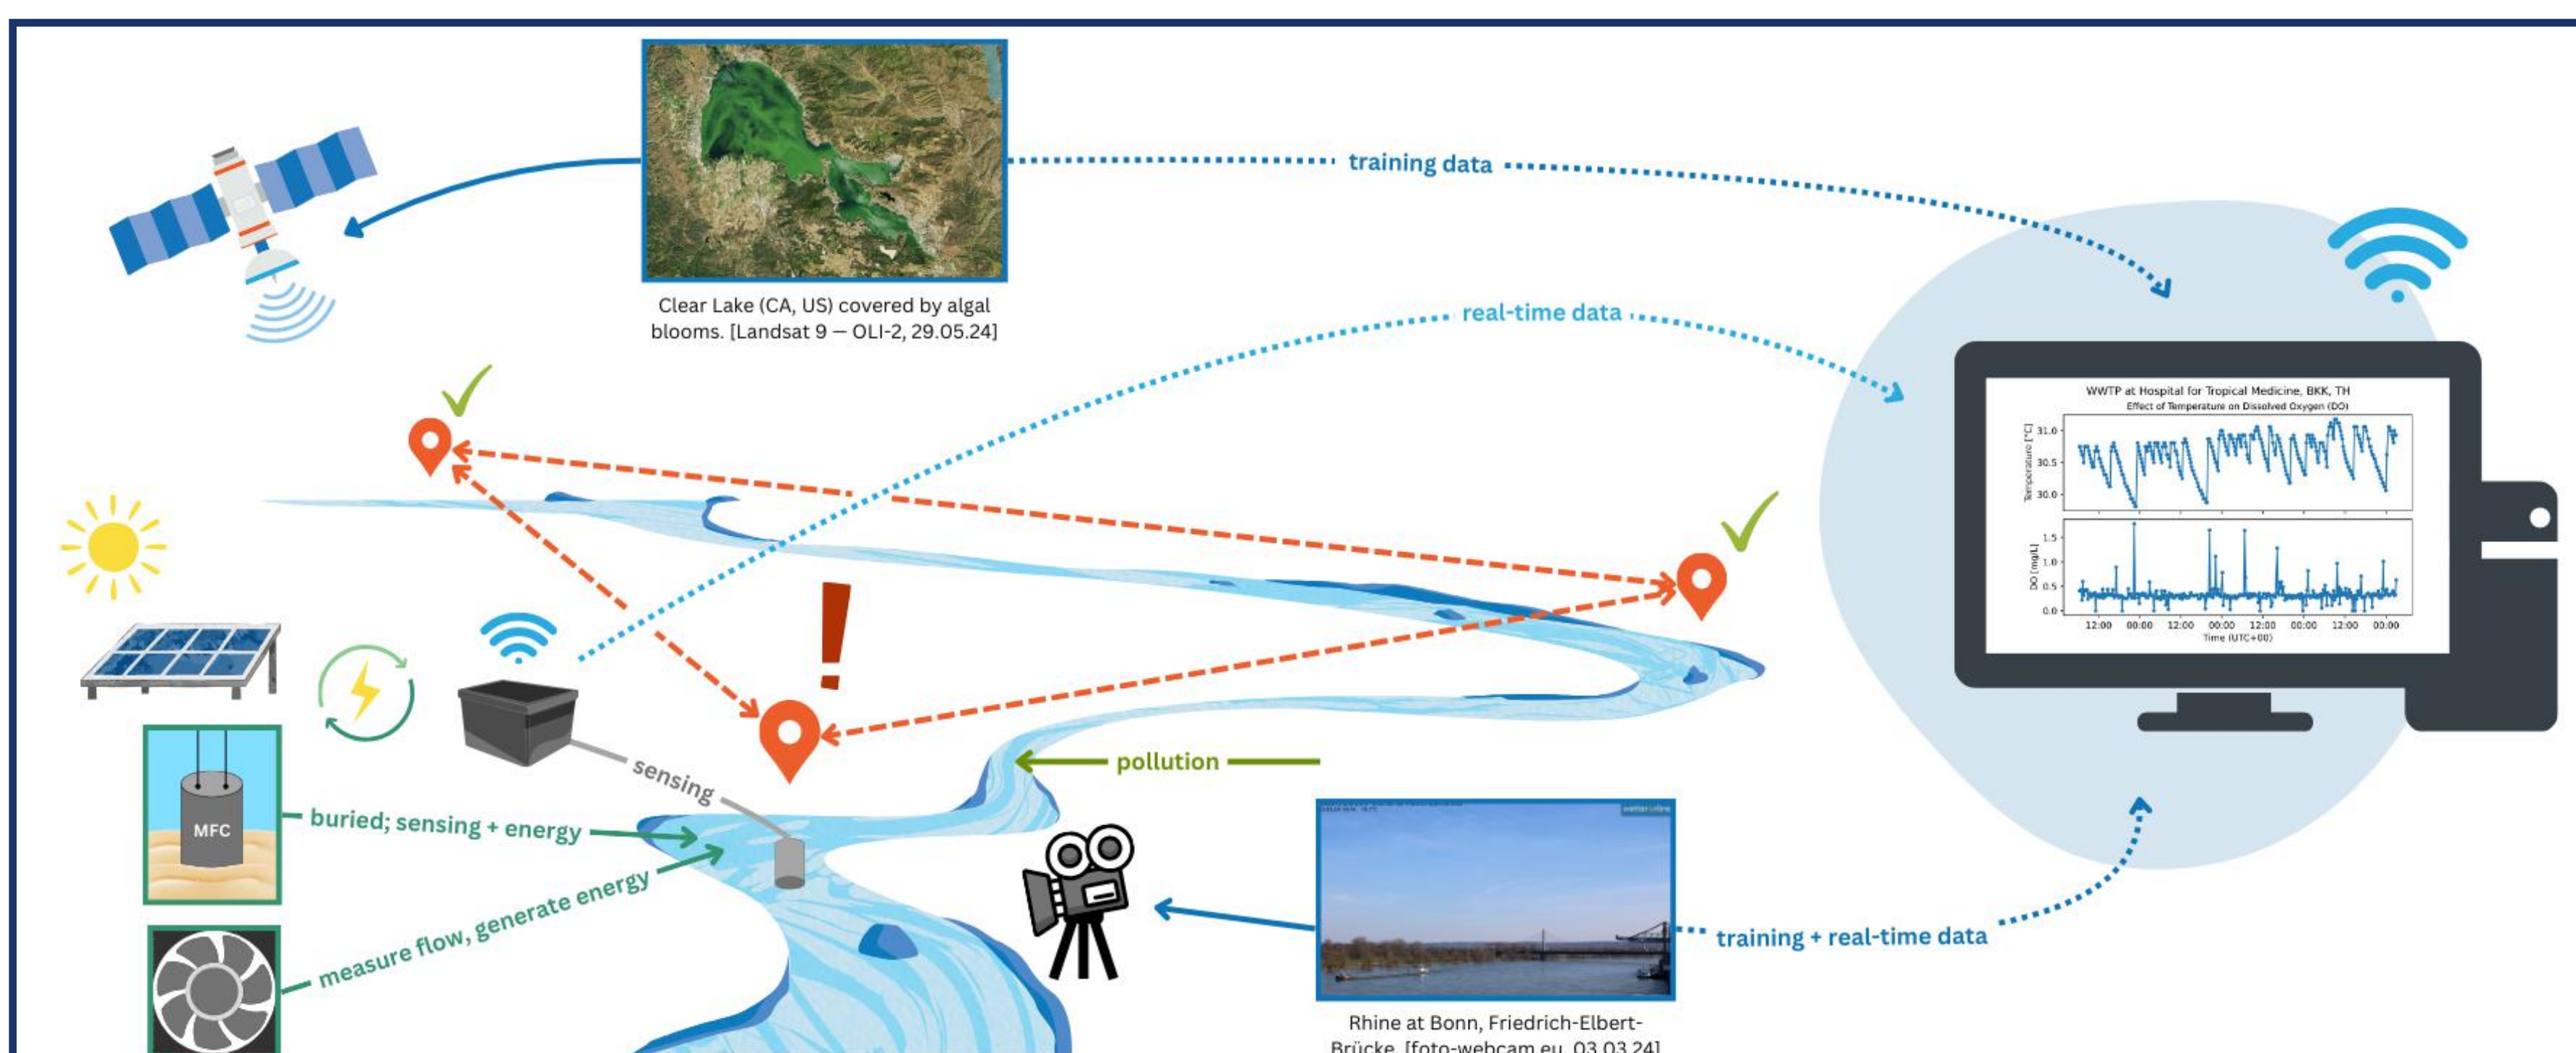 training data
Clear Lake (CA, US) covered by algal
blooms. [Landsat 9 — OLI-2, 29.05.24]
real-time data
WWTP at Hospital for Tropical Medicine, BKK, TH
Effect of Temperature on Dissolved Oxygen (DO)
Temperature [°C]
31.0
30.5
30.0
DO [mg/L]
1.5
1.0
0.5
0.0
12:00 00:00 12:00 00:00 12:00 00:00 12:00 00:00
Time (UTC+00)
!
sensing
pollution
MFC
buried; sensing + energy
measure flow, generate energy
wetteronline
training + real-time data
Rhine at Bonn, Friedrich-Elbert-
Brücke. [foto-webcam.eu, 03.03.24]